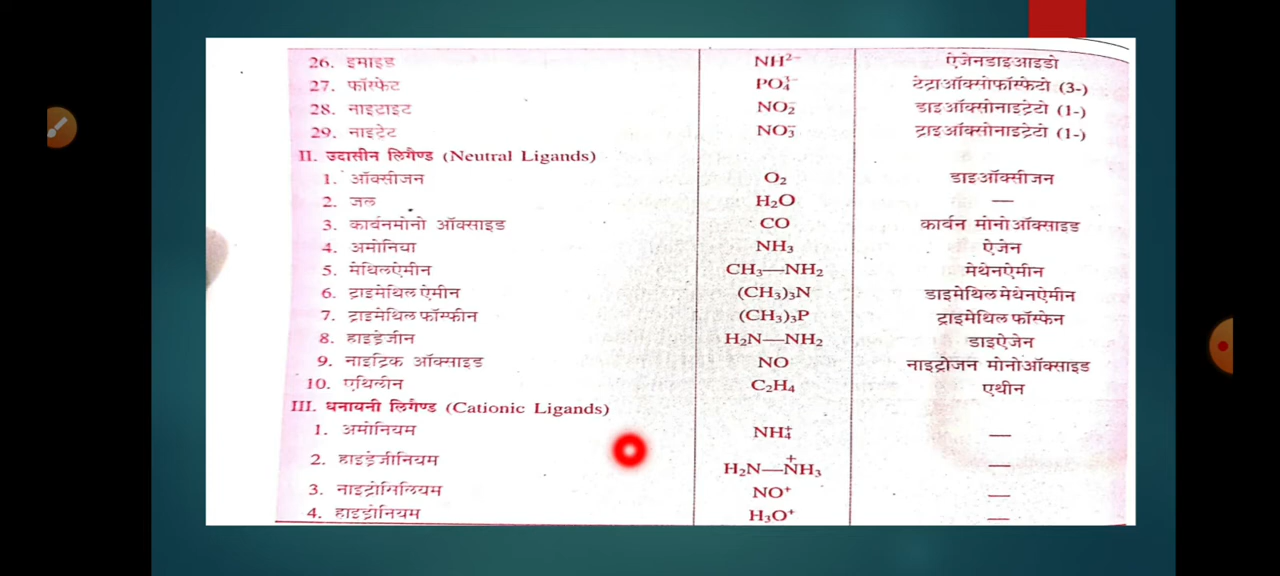 26. इमाइड NH²⁻ ऐजेनडाइआइडो
27. फॉस्फेट PO₄³⁻ टेट्राऑक्सोफॉस्फेटो (3-)
28. नाइटाइट NO₂⁻ डाइऑक्सोनाइट्रेटो (1-)
29. नाइटेट NO₃⁻ ट्राइऑक्सोनाइट्रेटो (1-)
II. उदासीन लिगैण्ड (Neutral Ligands)
1. ऑक्सीजन O₂ डाइऑक्सीजन
2. जल H₂O —
3. कार्बनमोनो ऑक्साइड CO कार्बन मोनोऑक्साइड
4. अमोनिया NH₃ ऐजेन
5. मेथिलऐमीन CH₃—NH₂ मेथेनऐमीन
6. ट्राइमेथिल ऐमीन (CH₃)₃N डाइमेथिल मेथेनऐमीन
7. ट्राइमेथिल फॉस्फीन (CH₃)₃P ट्राइमेथिल फॉस्फेन
8. हाइड्रेजीन H₂N—NH₂ डाइऐजेन
9. नाइट्रिक ऑक्साइड NO नाइट्रोजन मोनोऑक्साइड
10. एथिलीन C₂H₄ एथीन
III. धनायनी लिगैण्ड (Cationic Ligands)
1. अमोनियम NH₄⁺ —
2. हाइड्रेजीनियम H₂N—N⁺H₃ —
3. नाइट्रोसिलियम NO⁺ —
4. हाइड्रोनियम H₃O⁺ —